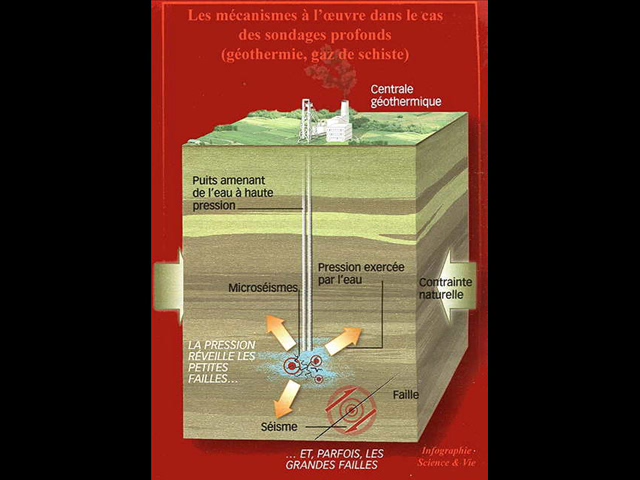 Les mécanismes à l'œuvre dans le cas
des sondages profonds
(géothermie, gaz de schiste)
Centrale
géothermique
Puits amenant
de l'eau à haute
pression
Pression exercée
par l'eau
Microséismes
Contrainte
naturelle
LA PRESSION
RÉVEILLE LES
PETITES
FAILLES...
Faille
Séisme
... ET, PARFOIS, LES
GRANDES FAILLES
Infographie -
Science & Vie